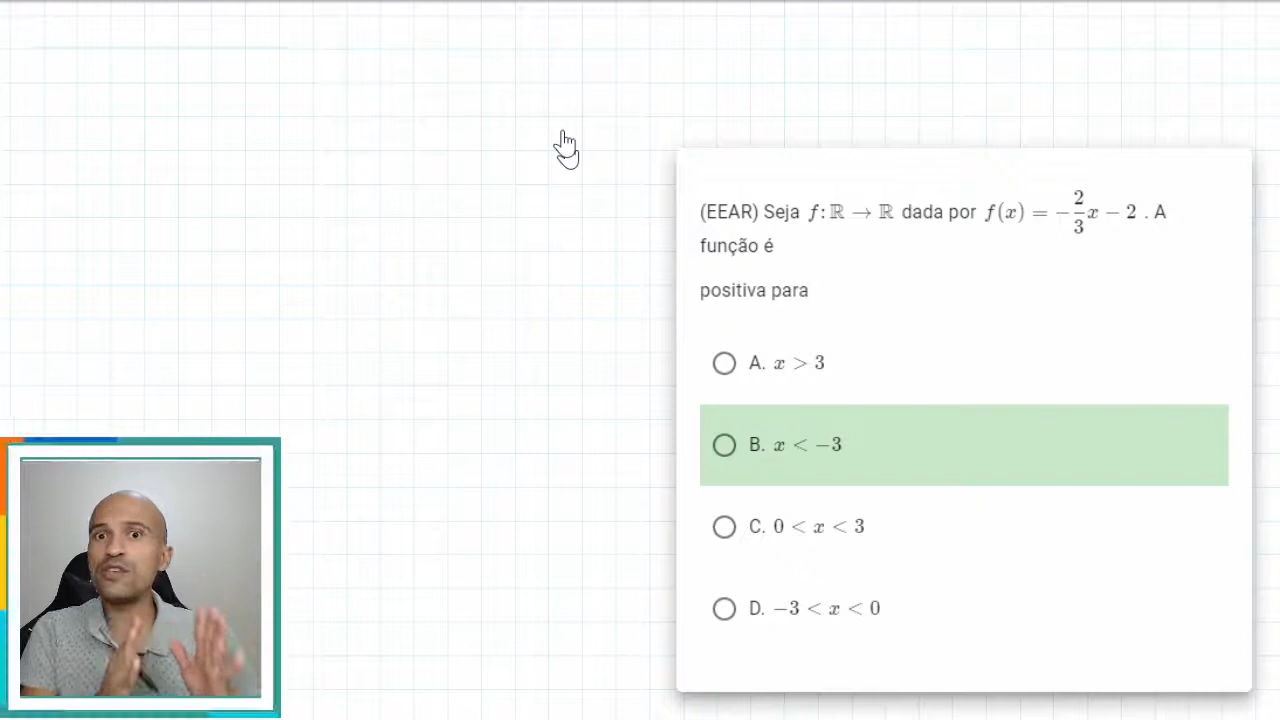 (EEAR) Seja f: ℝ → ℝ dada por f(x) = −2/3x − 2 . A
função é
positiva para
A. x > 3
B. x < −3
C. 0 < x < 3
D. −3 < x < 0